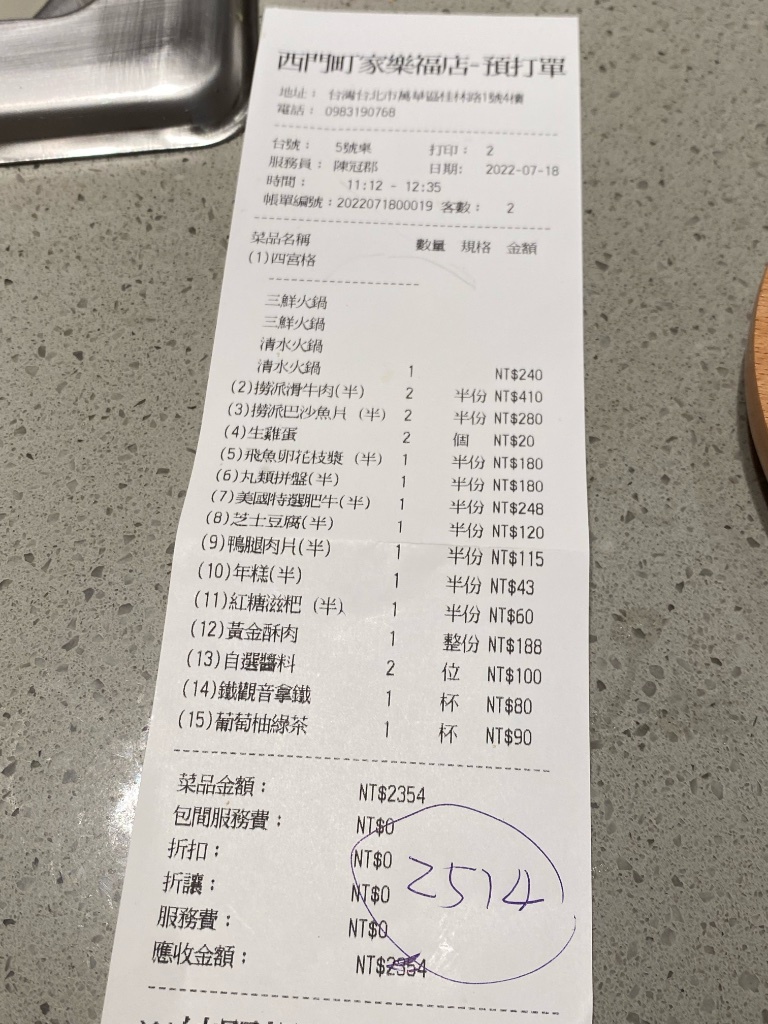 西門町家樂福店-預打單
地址： 台灣台北市萬華區桂林路1號4樓
電話： 0983190768
台號： 5號東 打印： 2
服務員： 陳冠郡 日期： 2022-07-18
時間： 11:12 - 12:35
帳單編號：2022071800019 客數： 2
菜品名稱 數量 規格 金額
(1)四宮格
三鮮火鍋
三鮮火鍋
清水火鍋
清水火鍋 1 NT$240
(2)撈派滑牛肉(半) 2 半份 NT$410
(3)撈派巴沙魚片 (半) 2 半份 NT$280
(4)生雞蛋 2 個 NT$20
(5)飛魚卵花枝漿 (半) 1 半份 NT$180
(6)丸類拼盤(半) 1 半份 NT$180
(7)美國特選肥牛(半) 1 半份 NT$248
(8)芝士豆腐(半) 1 半份 NT$120
(9)鴨腿肉片(半) 1 半份 NT$115
(10)年糕(半) 1 半份 NT$43
(11)紅糖滋粑 (半) 1 半份 NT$60
(12)黃金酥肉 1 整份 NT$188
(13)自選醬料 2 位 NT$100
(14)鐵觀音拿鐵 1 杯 NT$80
(15)葡萄柚綠茶 1 杯 NT$90
菜品金額： NT$2354
包間服務費： NT$0
折扣： NT$0
2574
折讓： NT$0
服務費： NT$0
應收金額： NT$2354